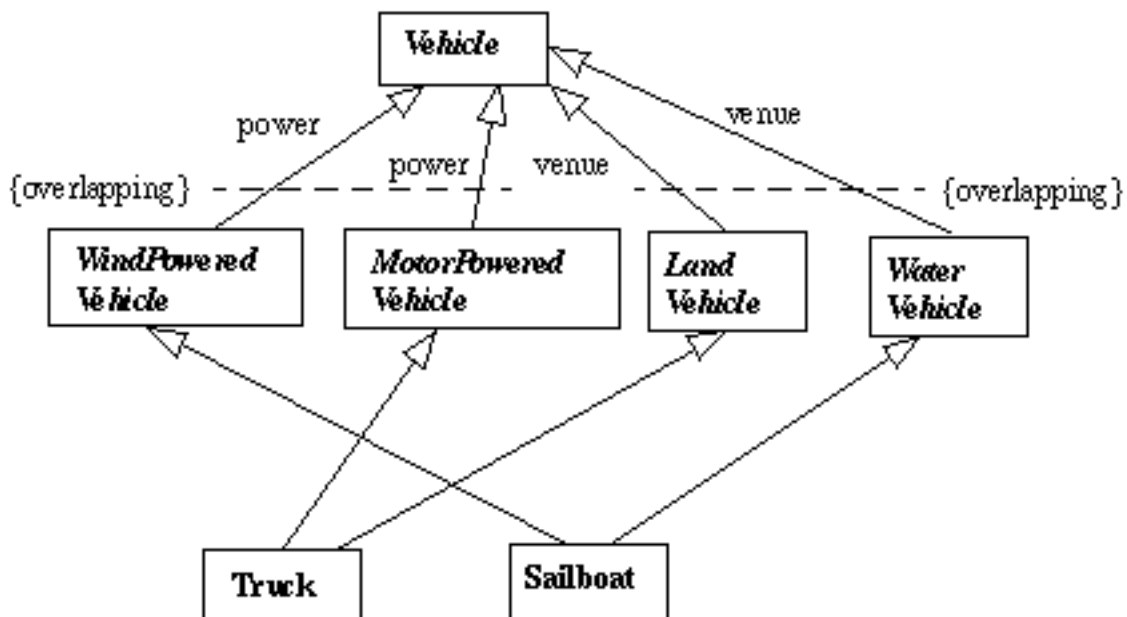 Vehicle
power
venue
power
venue
{overlapping}
{overlapping}
WindPowered
Vehicle
MotorPowered
Vehicle
Land
Vehicle
Water
Vehicle
Truck
Sailboat